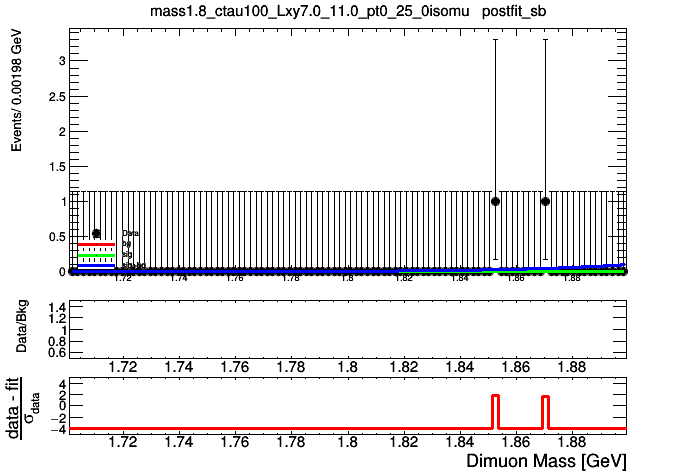 mass1.8_ctau100_Lxy7.0_11.0_pt0_25_0isomu postfit_sb
Events/ 0.00198 GeV
3
2.5
2
1.5
1
0.5
0
Data
bg
sig
1.72 1.74 1.76 1.78 1.8 1.82 1.84 1.86 1.88
Data/Bkg
1.4
1.2
1
0.8
0.6
1.72 1.74 1.76 1.78 1.8 1.82 1.84 1.86 1.88
data - fit
σdata
4
2
0
−2
−4
1.72 1.74 1.76 1.78 1.8 1.82 1.84 1.86 1.88
Dimuon Mass [GeV]